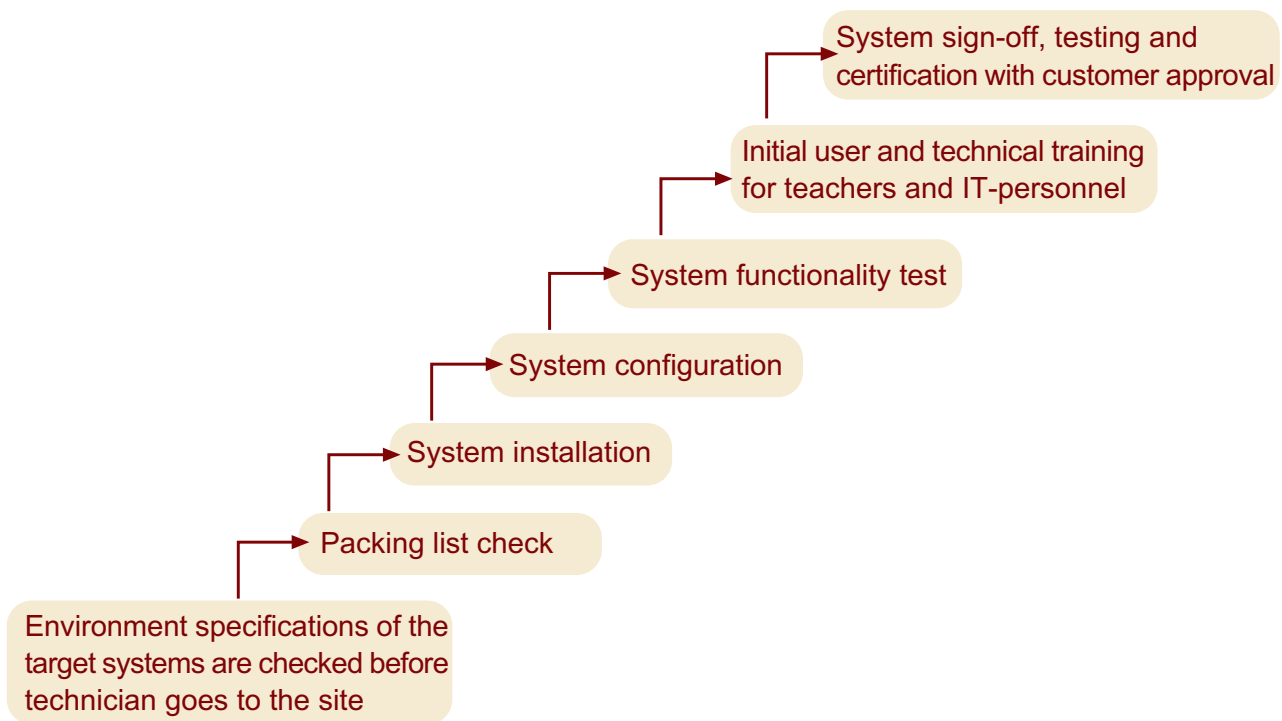 System sign-off, testing and
certification with customer approval
Initial user and technical training
for teachers and IT-personnel
System functionality test
System configuration
System installation
Packing list check
Environment specifications of the
target systems are checked before
technician goes to the site